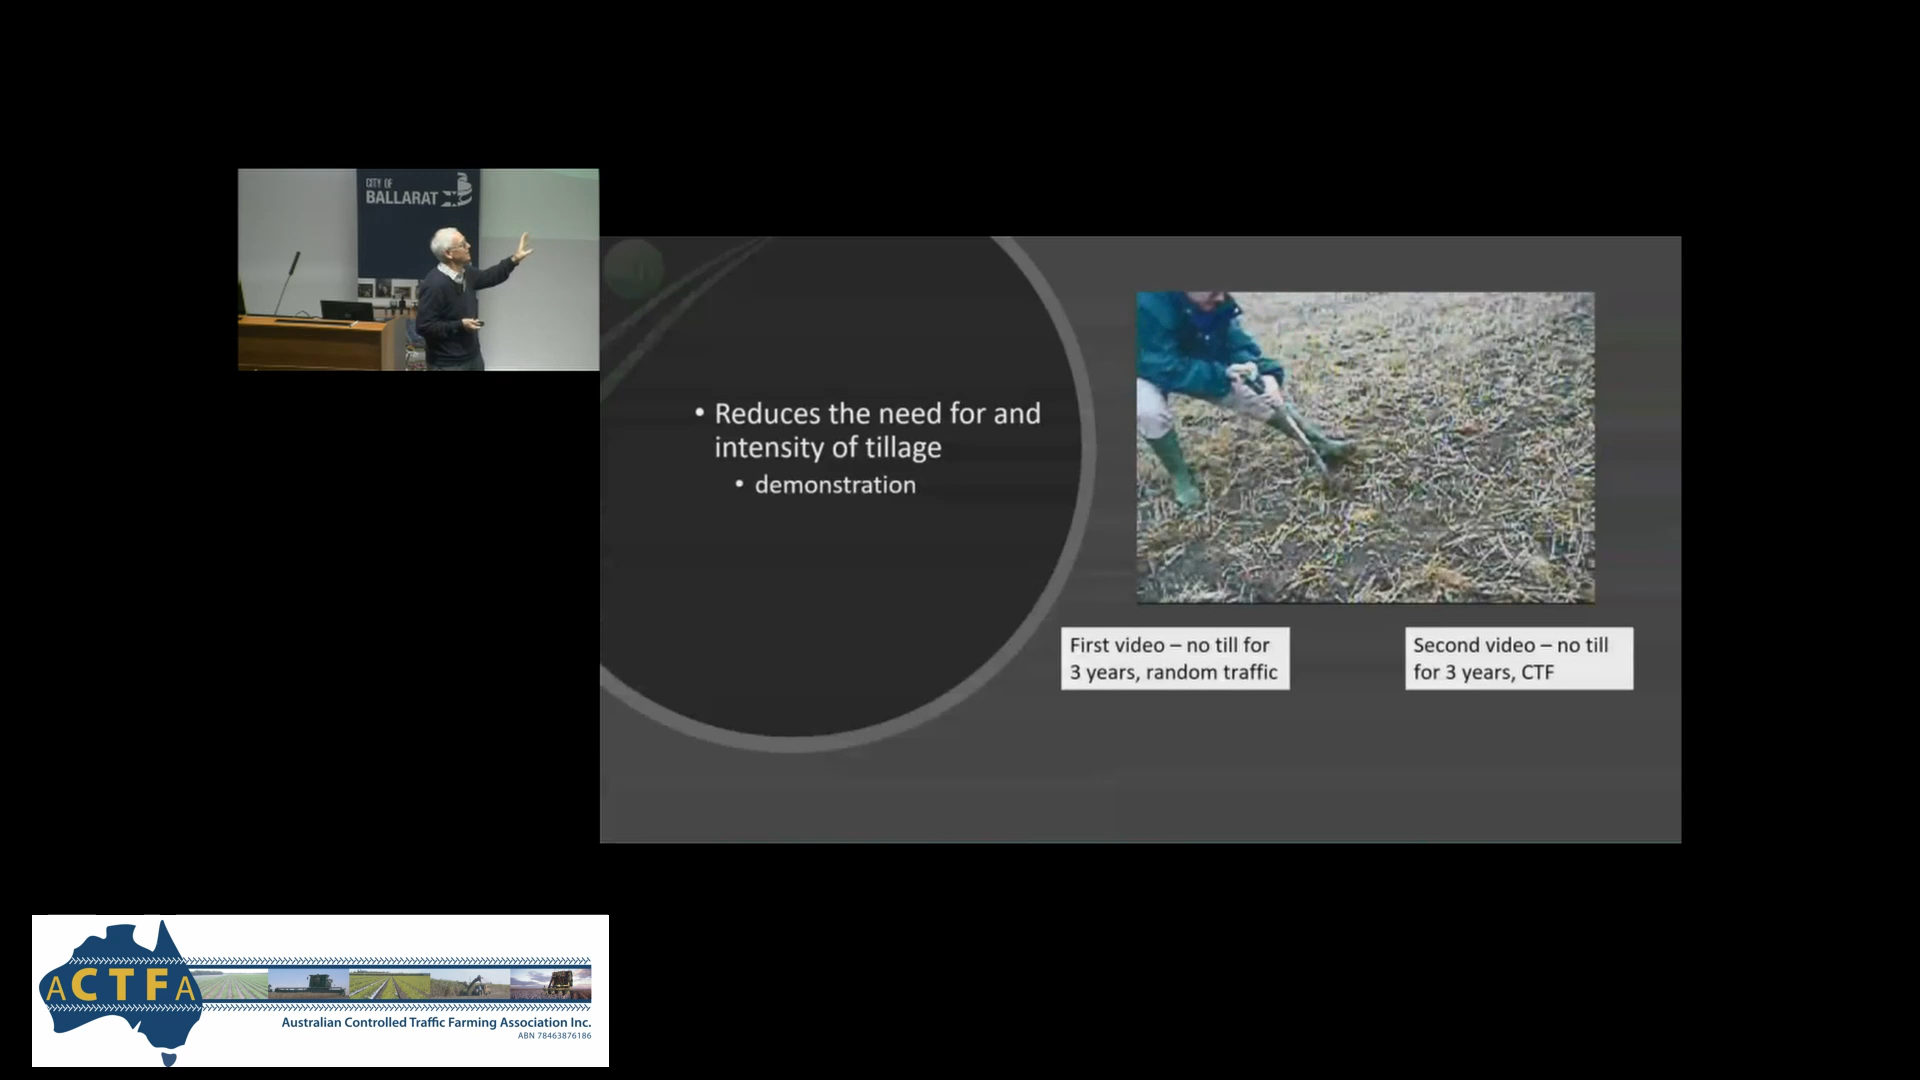 CITY OF
BALLARAT
• Reduces the need for and
intensity of tillage
• demonstration
First video – no till for
3 years, random traffic
Second video – no till
for 3 years, CTF
ACTFA
Australian Controlled Traffic Farming Association Inc.
ABN 78463876186